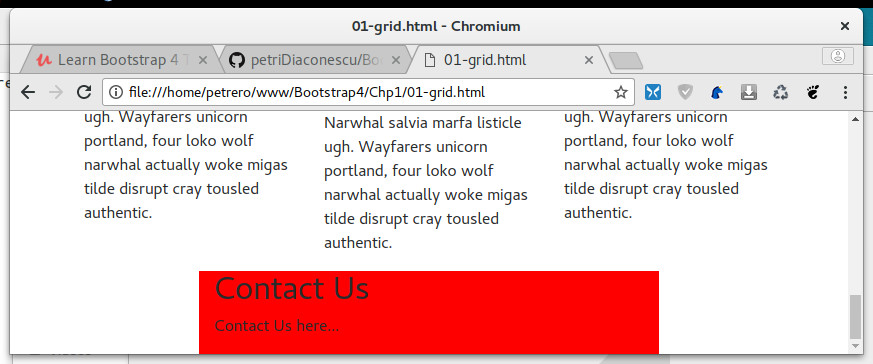 01-grid.html - Chromium
Learn Bootstrap 4 T
petriDiaconescu/Boo
01-grid.html
file:///home/petrero/www/Bootstrap4/Chp1/01-grid.html
ugh. Wayfarers unicorn
portland, four loko wolf
narwhal actually woke migas
tilde disrupt cray tousled
authentic.
Narwhal salvia marfa listicle
ugh. Wayfarers unicorn
portland, four loko wolf
narwhal actually woke migas
tilde disrupt cray tousled
authentic.
ugh. Wayfarers unicorn
portland, four loko wolf
narwhal actually woke migas
tilde disrupt cray tousled
authentic.
Contact Us
Contact Us here...